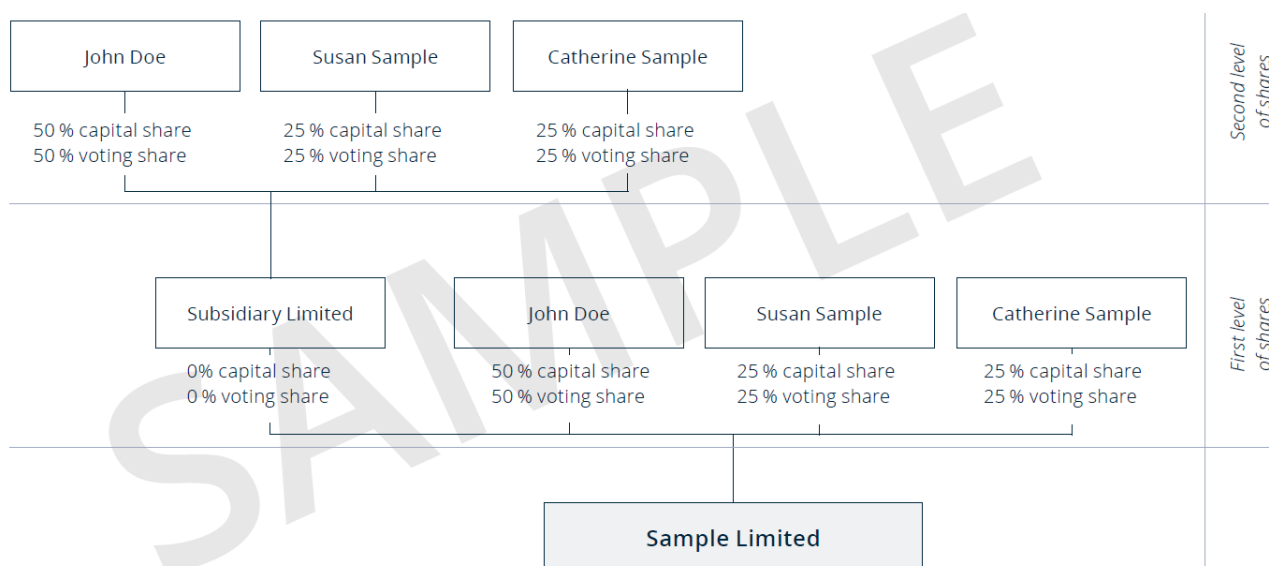 John Doe
Susan Sample
Catherine Sample
50 % capital share
50 % voting share
25 % capital share
25 % voting share
25 % capital share
25 % voting share
Second level
of shares
Subsidiary Limited
John Doe
Susan Sample
Catherine Sample
0% capital share
0 % voting share
50 % capital share
50 % voting share
25 % capital share
25 % voting share
25 % capital share
25 % voting share
First level
of shares
Sample Limited
SAMPLE